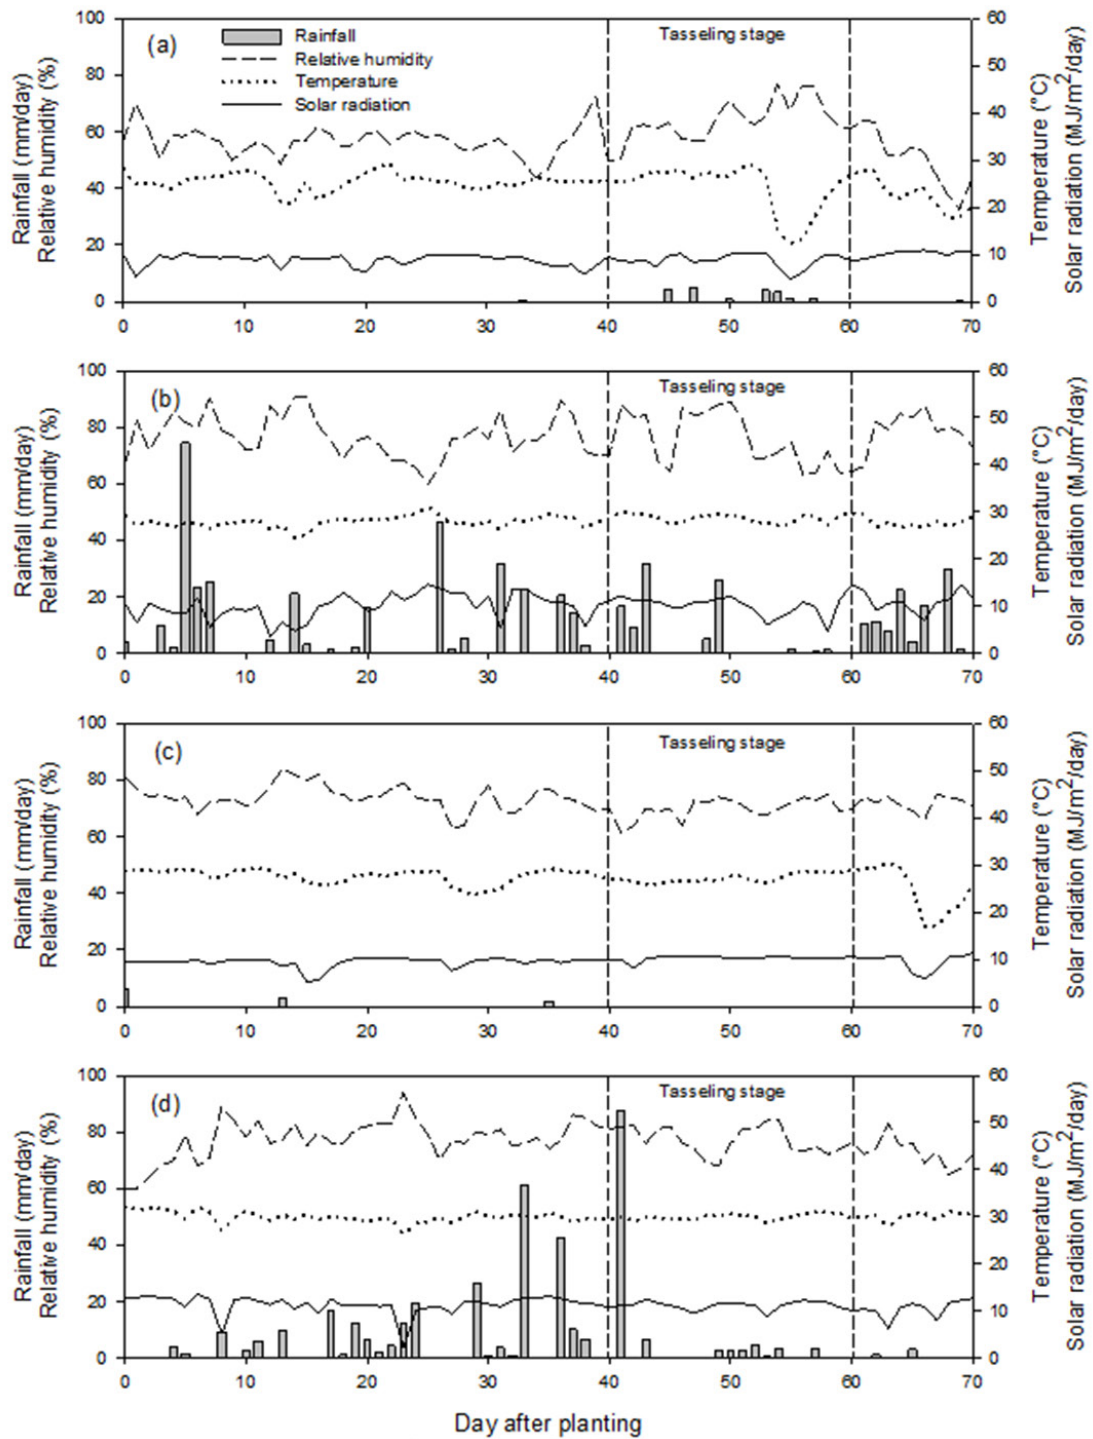 (a)
Rainfall
Relative humidity
Temperature
Solar radiation
Tasseling stage
Rainfall (mm/day)
Relative humidity (%)
100
80
60
40
20
0
60
50
40
30
20
10
0
Temperature (°C)
Solar radiation (MJ/m²/day)
0 10 20 30 40 50 60 70
(b)
Tasseling stage
Rainfall (mm/day)
Relative humidity (%)
100
80
60
40
20
0
60
50
40
30
20
10
0
Temperature (°C)
Solar radiation (MJ/m²/day)
0 10 20 30 40 50 60 70
(c)
Tasseling stage
Rainfall (mm/day)
Relative humidity (%)
100
80
60
40
20
0
60
50
40
30
20
10
0
Temperature (°C)
Solar radiation (MJ/m²/day)
0 10 20 30 40 50 60 70
(d)
Tasseling stage
Rainfall (mm/day)
Relative humidity (%)
100
80
60
40
20
0
60
50
40
30
20
10
0
Temperature (°C)
Solar radiation (MJ/m²/day)
0 10 20 30 40 50 60 70
Day after planting